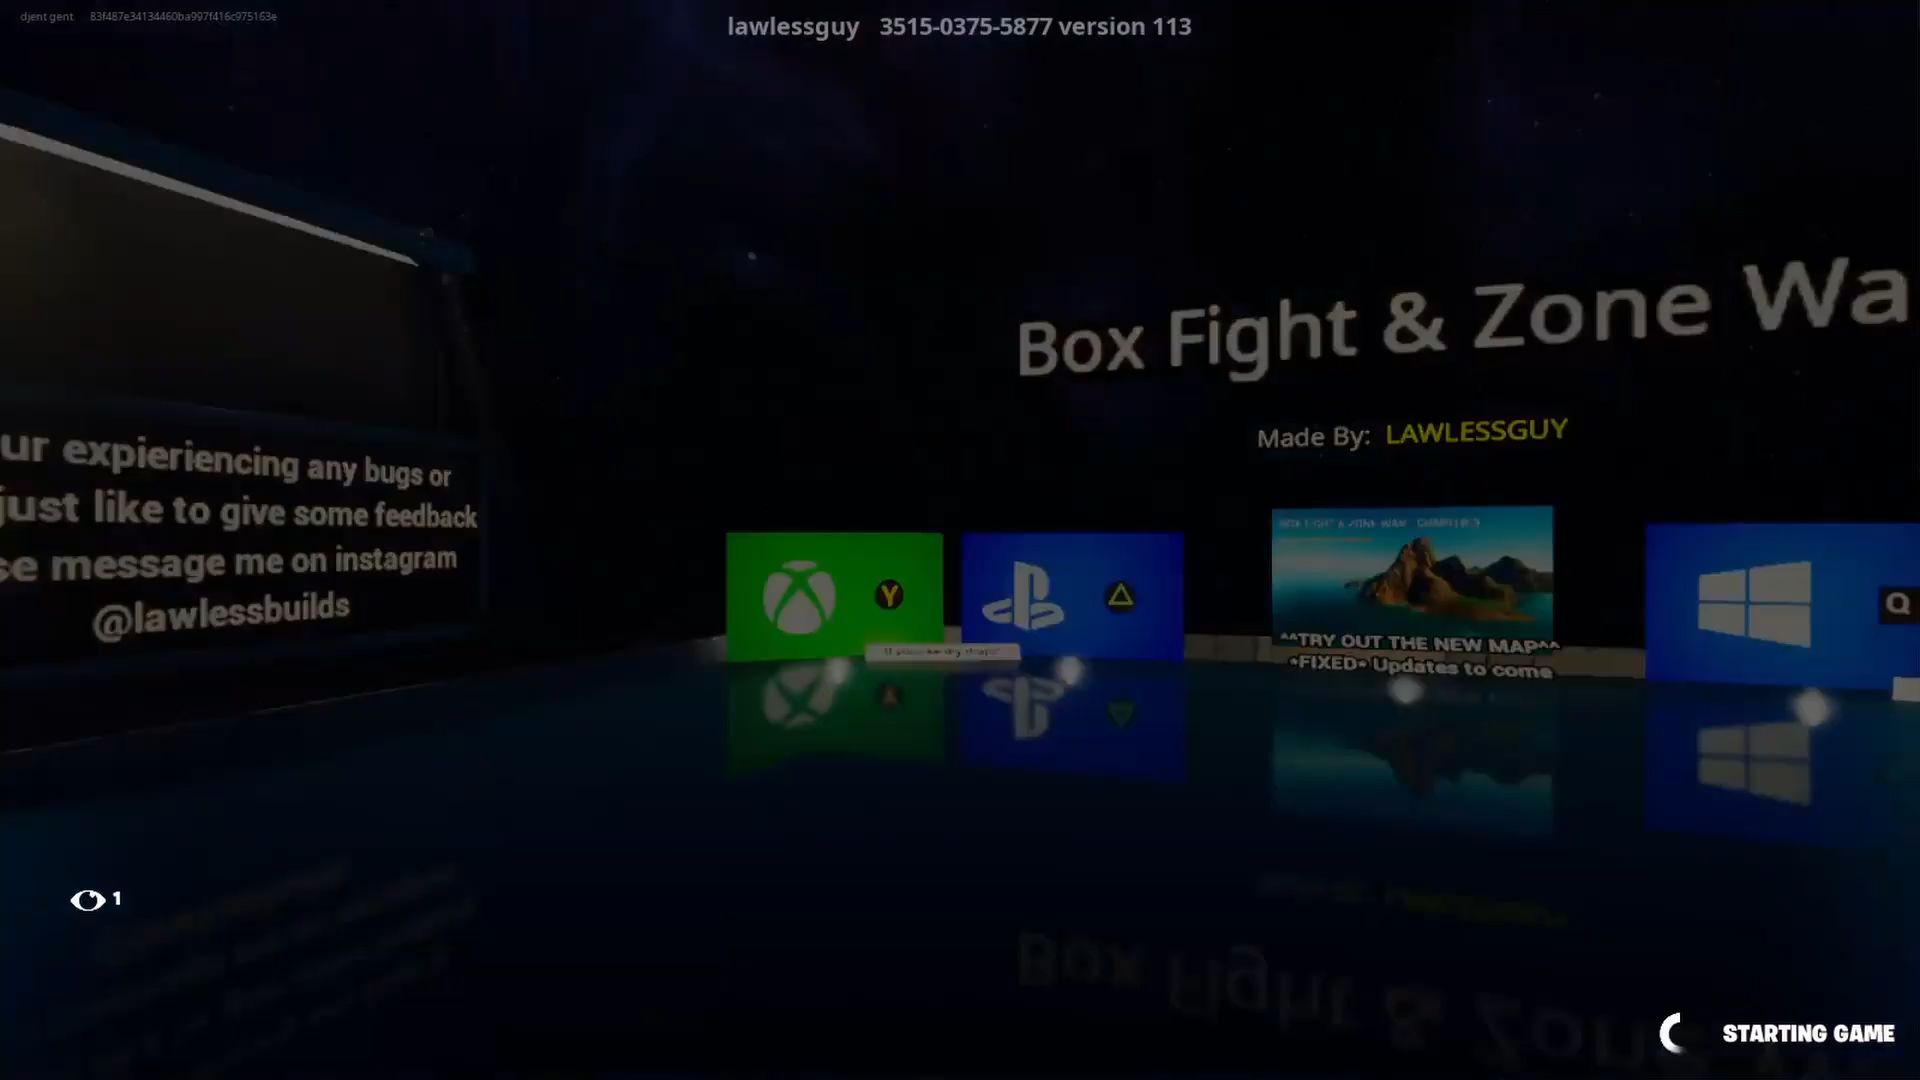 djent gent 83f487e34134460ba997f416c975163e
lawlessguy 3515-0375-5877 version 113
Box Fight & Zone Wa
Made By: LAWLESSGUY
ur expieriencing any bugs or
just like to give some feedback
se message me on instagram
@lawlessbuilds
Y
Q
^^TRY OUT THE NEW MAP^^
*FIXED* Updates to come
1
STARTING GAME